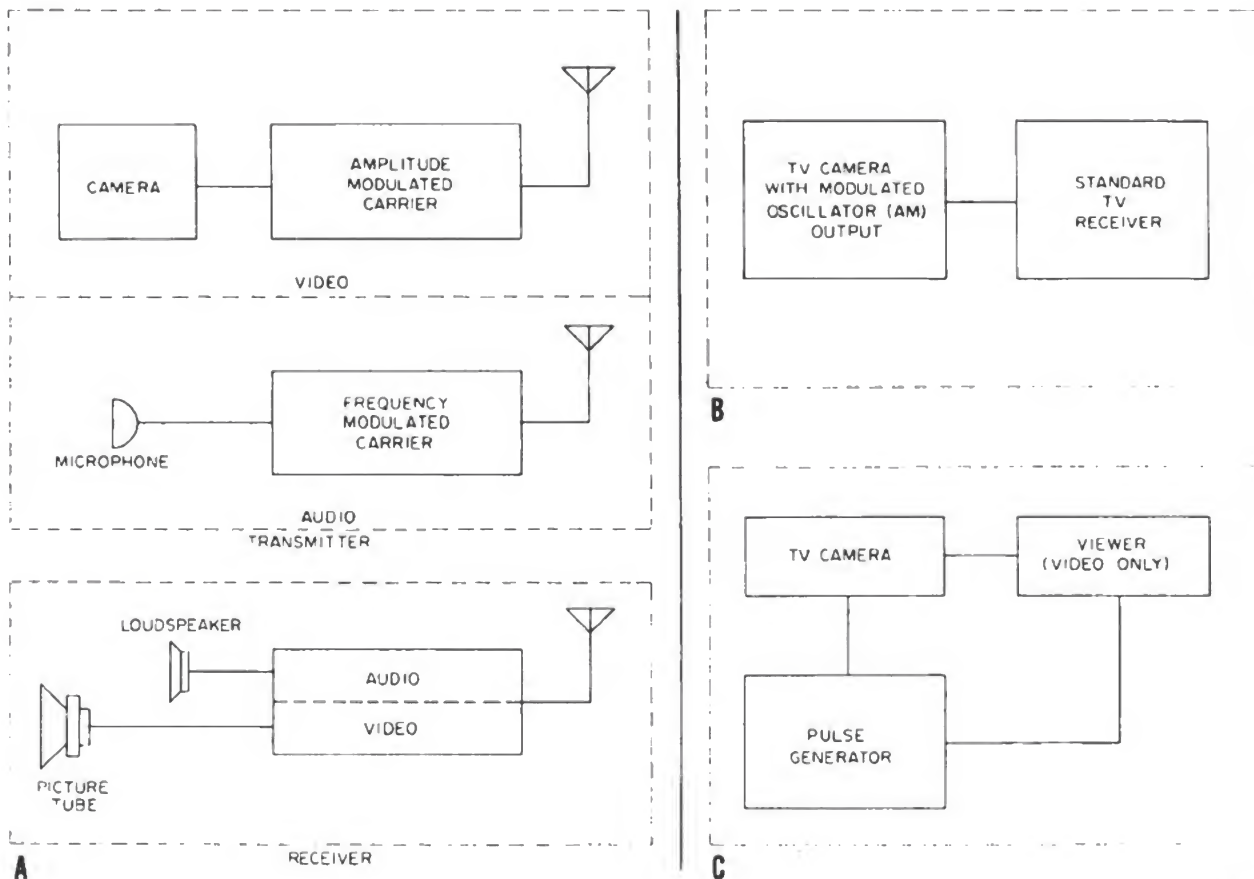 CAMERA
AMPLITUDE
MODULATED
CARRIER
VIDEO
MICROPHONE
FREQUENCY
MODULATED
CARRIER
AUDIO
TRANSMITTER
LOUDSPEAKER
AUDIO
VIDEO
PICTURE
TUBE
RECEIVER
A
TV CAMERA
WITH MODULATED
OSCILLATOR (AM)
OUTPUT
STANDARD
TV
RECEIVER
B
TV CAMERA
VIEWER
(VIDEO ONLY)
PULSE
GENERATOR
C